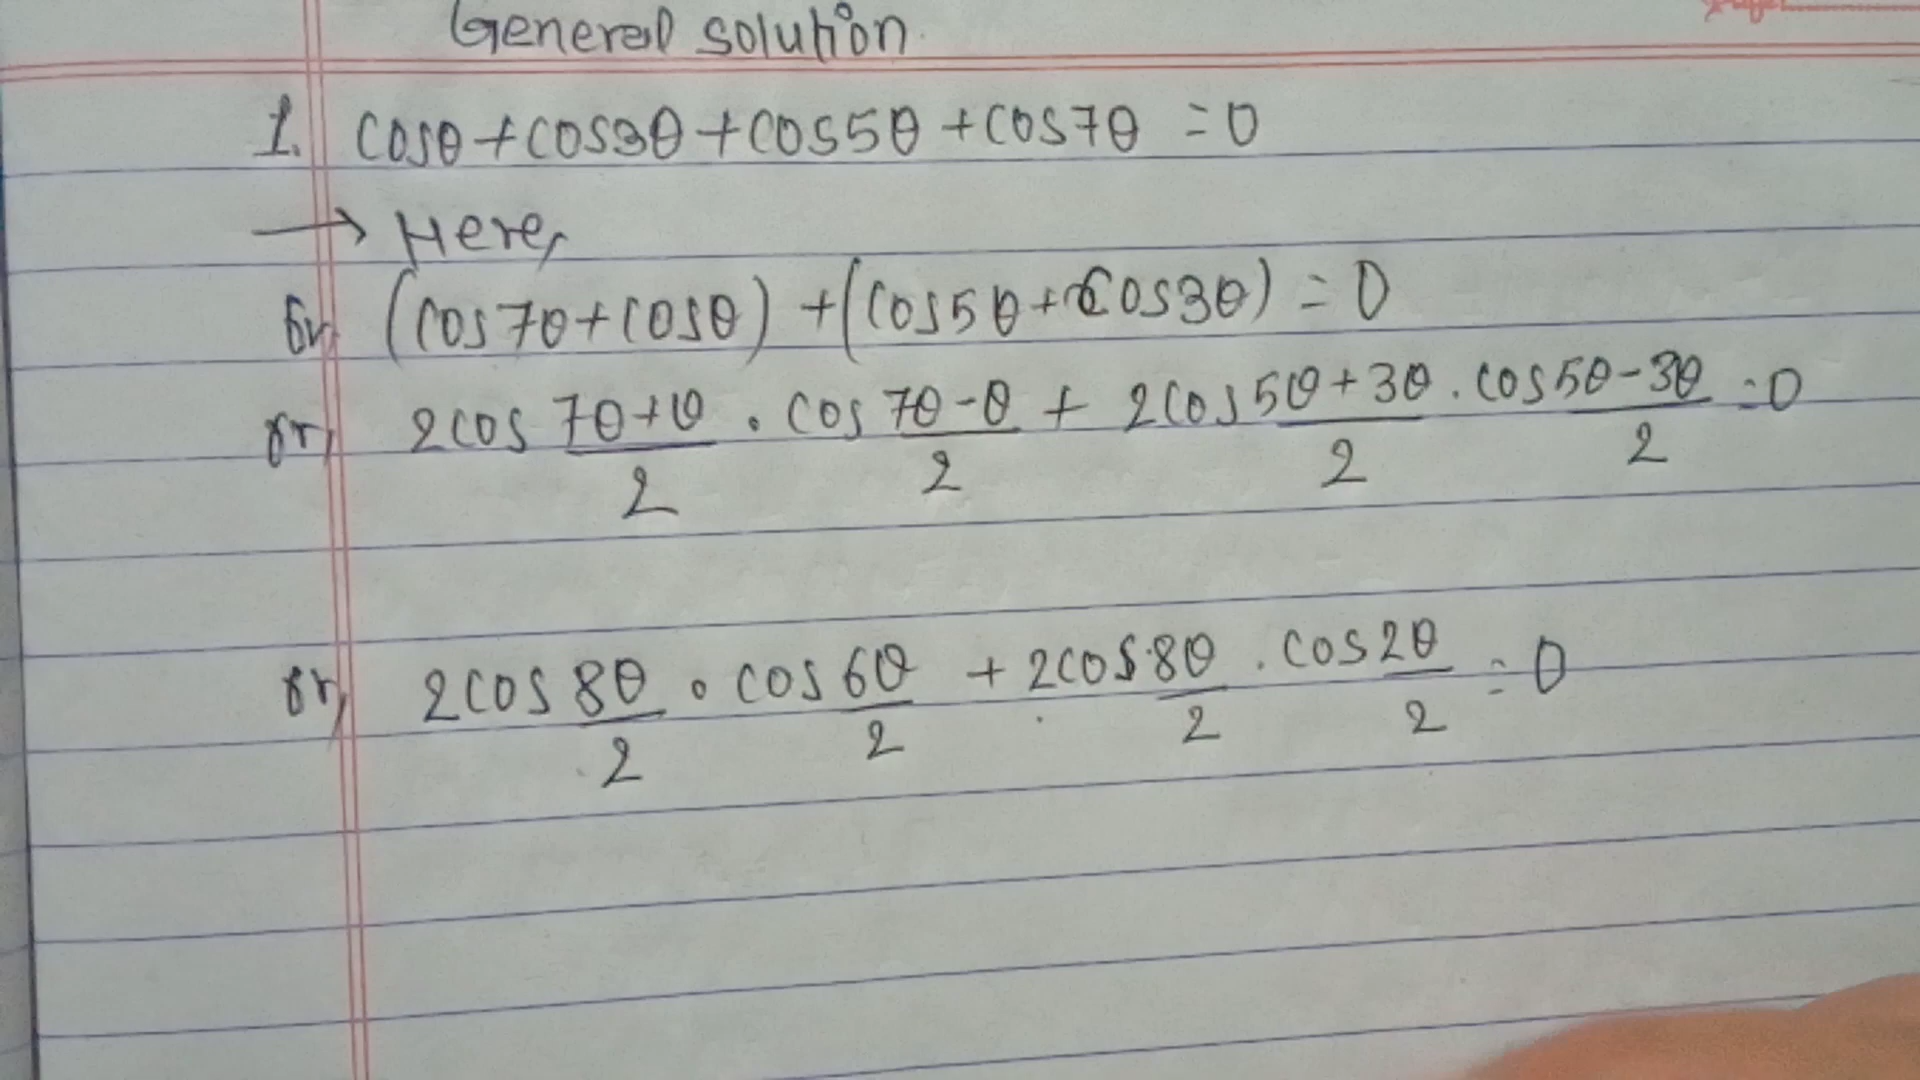 General solution
1. cosθ+cos3θ+cos5θ+cos7θ =0
→ Here,
or, (cos7θ+cosθ) +(cos5θ+cos3θ) =0
or, 2cos 7θ+θ/2 . cos 7θ-θ/2 + 2cos 5θ+3θ/2 . cos 5θ-3θ/2 =0
or, 2cos 8θ/2 . cos 6θ/2 + 2cos 8θ/2 . cos 2θ/2 =0